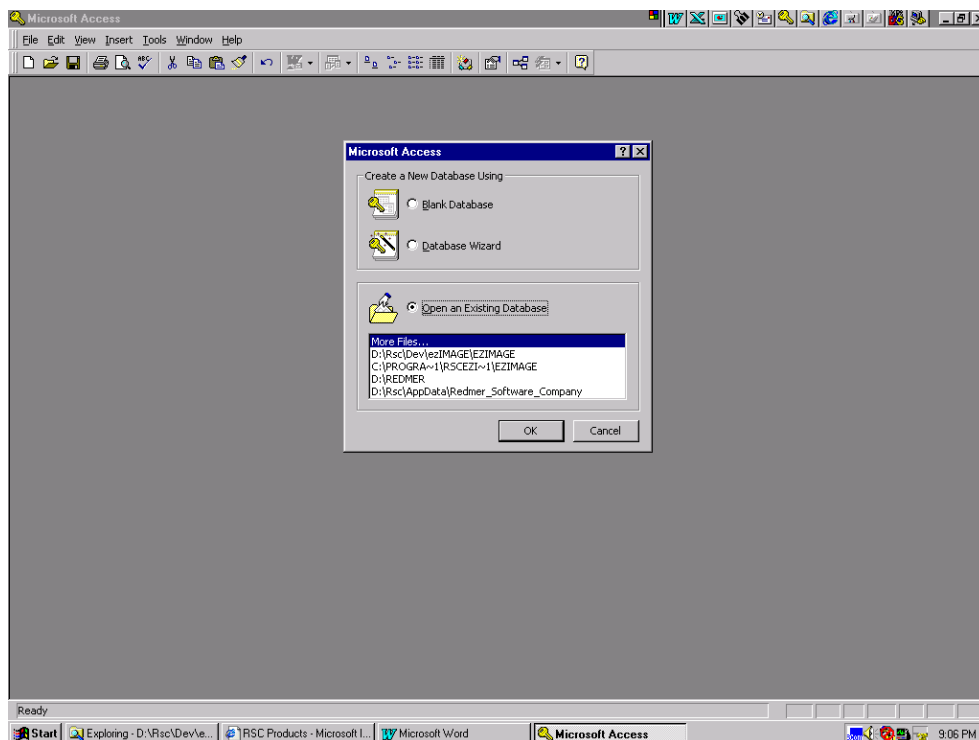 Microsoft Access
File Edit View Insert Tools Window Help
Microsoft Access
Create a New Database Using
Blank Database
Database Wizard
Open an Existing Database
More Files...
D:\Rsc\Dev\ezIMAGE\EZIMAGE
C:\PROGRA~1\RSCEZI~1\EZIMAGE
D:\REDMER
D:\Rsc\AppData\Redmer_Software_Company
OK Cancel
Ready
Start Exploring - D:\Rsc\Dev\e... RSC Products - Microsoft I... Microsoft Word Microsoft Access 9:06 PM